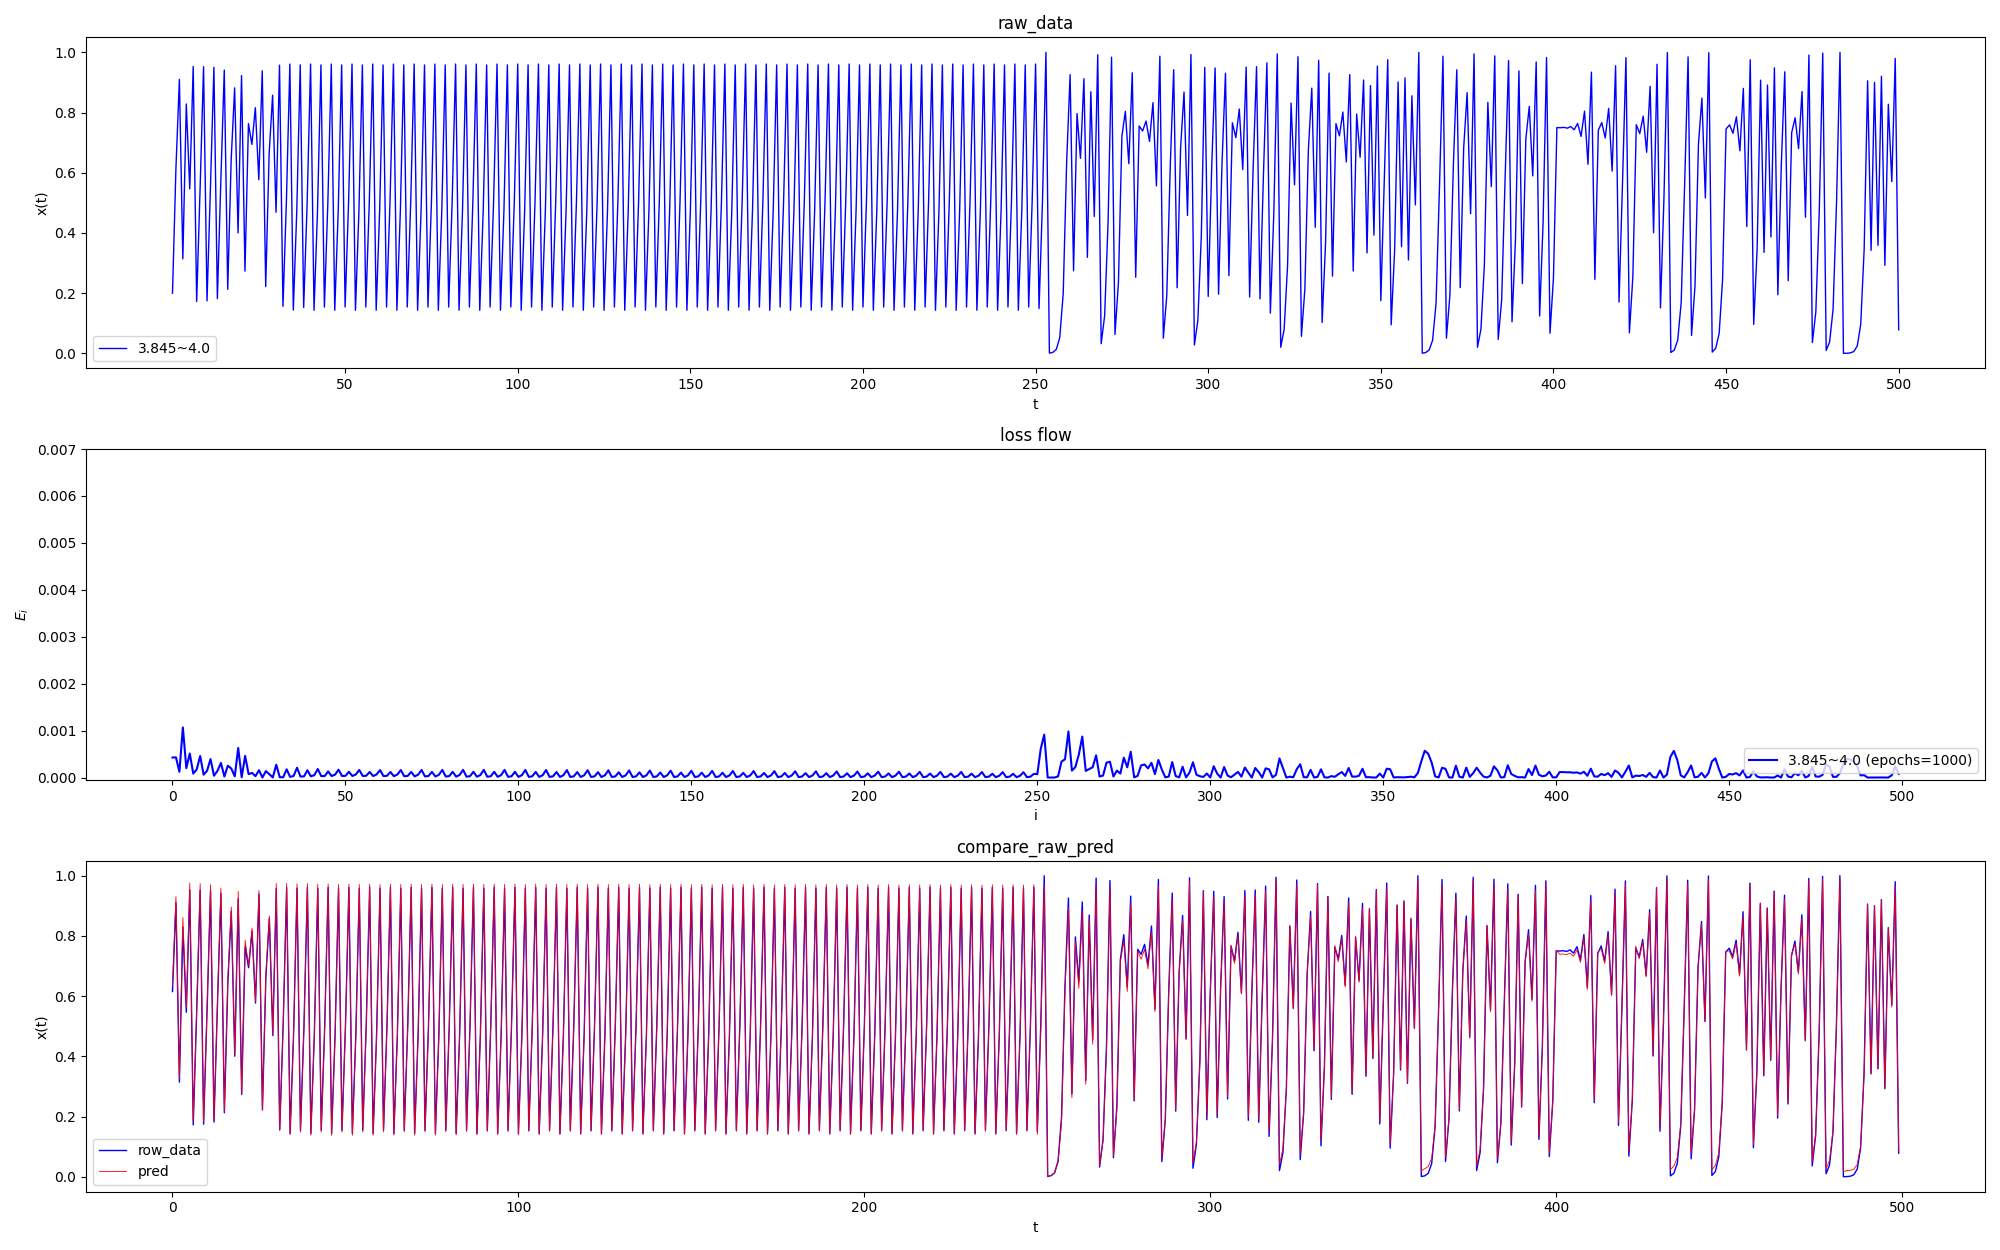 raw_data
1.0
0.8
0.6
0.4
0.2
0.0
x(t)
3.845~4.0
50 100 150 200 250 300 350 400 450 500
t
loss flow
0.007
0.006
0.005
0.004
0.003
0.002
0.001
0.000
E_i
3.845~4.0 (epochs=1000)
0 50 100 150 200 250 300 350 400 450 500
i
compare_raw_pred
1.0
0.8
0.6
0.4
0.2
0.0
x(t)
row_data
pred
0 100 200 300 400 500
t